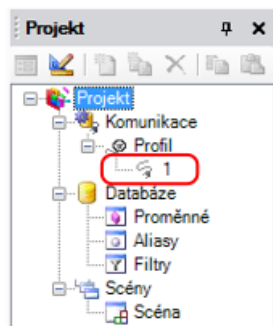 Projekt
Projekt
Komunikace
Profil
1
Databáze
Proměnné
Aliasy
Filtry
Scény
Scéna